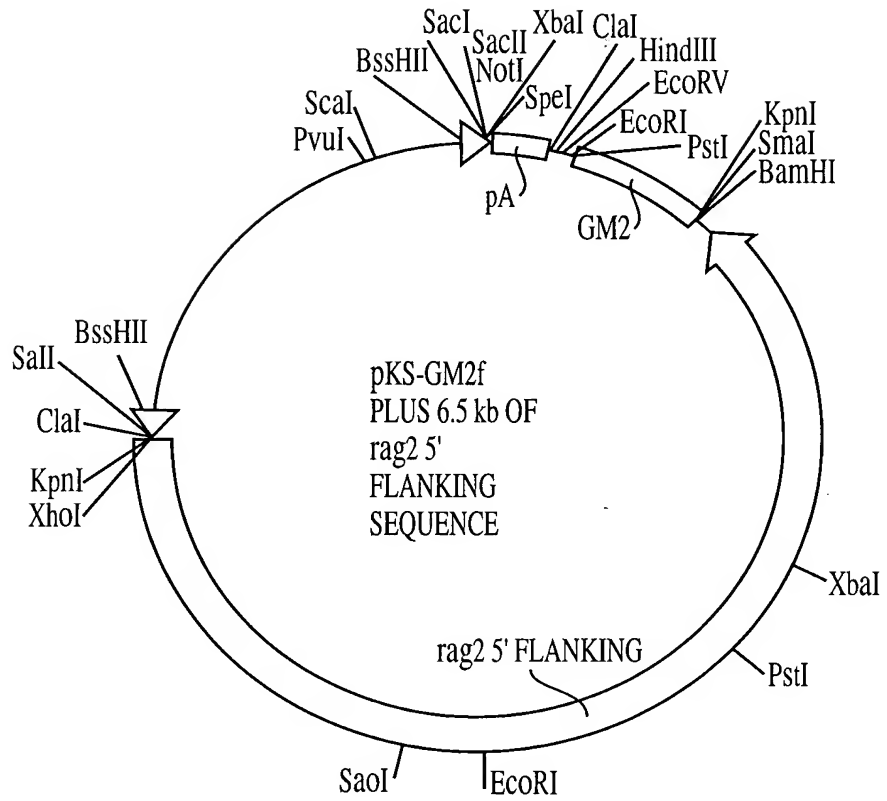 SacI
SacII
NotI
XbaI
ClaI
HindIII
EcoRV
SpeI
BssHII
ScaI
PvuI
EcoRI
PstI
KpnI
SmaI
BamHI
pA
GM2
BssHII
SaII
ClaI
KpnI
XhoI
pKS-GM2f
PLUS 6.5 kb OF
rag2 5'
FLANKING
SEQUENCE
XbaI
rag2 5' FLANKING
PstI
SaoI
EcoRI